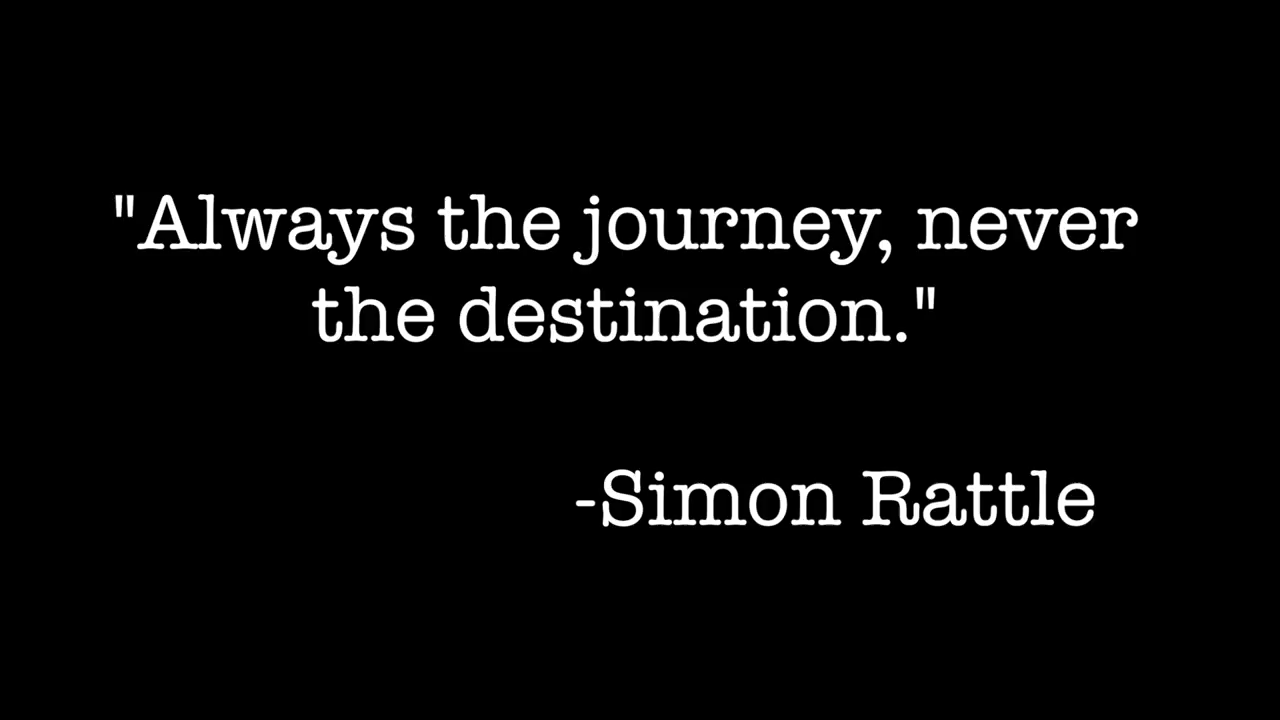 "Always the journey, never
the destination."
-Simon Rattle